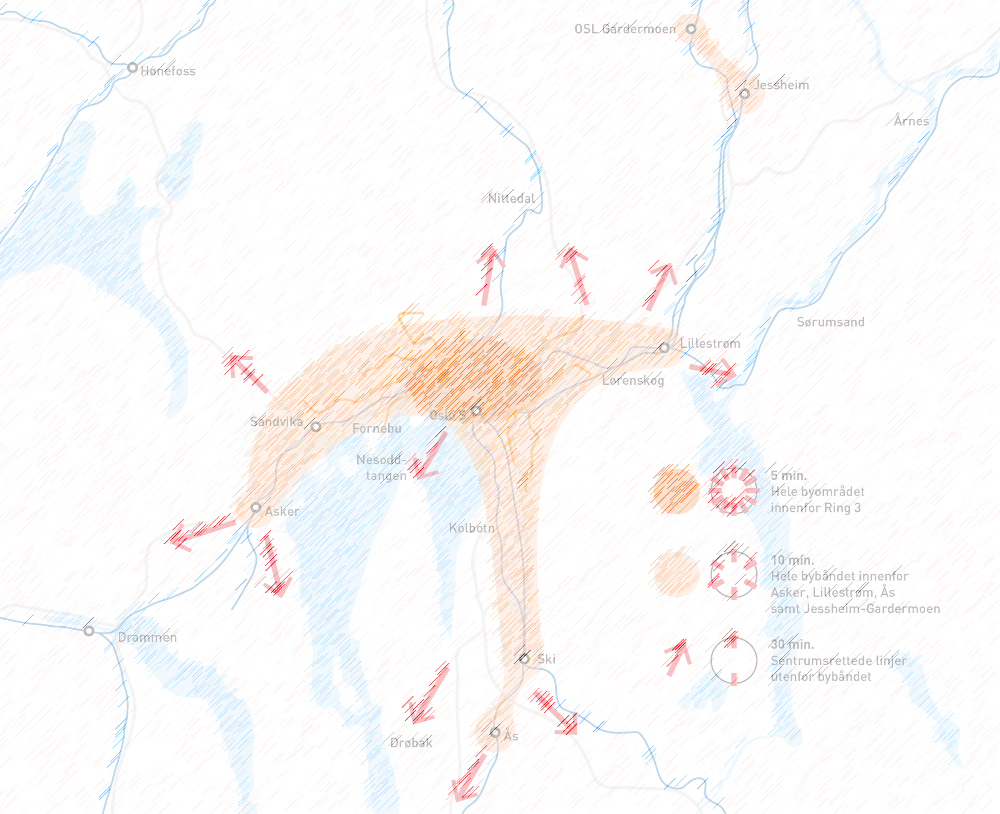 OSL Gardermoen
Hønefoss
Jessheim
Årnes
Nittedal
Sørumsand
Lillestrøm
Lørenskog
Oslo S
Sandvika
Fornebu
Nesodd-
tangen
Asker
Kolbotn
Drammen
Ski
Ås
Drøbak
5 min.
Hele byområdet
innenfor Ring 3
10 min.
Hele bybåndet innenfor
Asker, Lillestrøm, Ås
samt Jessheim-Gardermoen
30 min.
Sentrumsrettede linjer
utenfor bybåndet